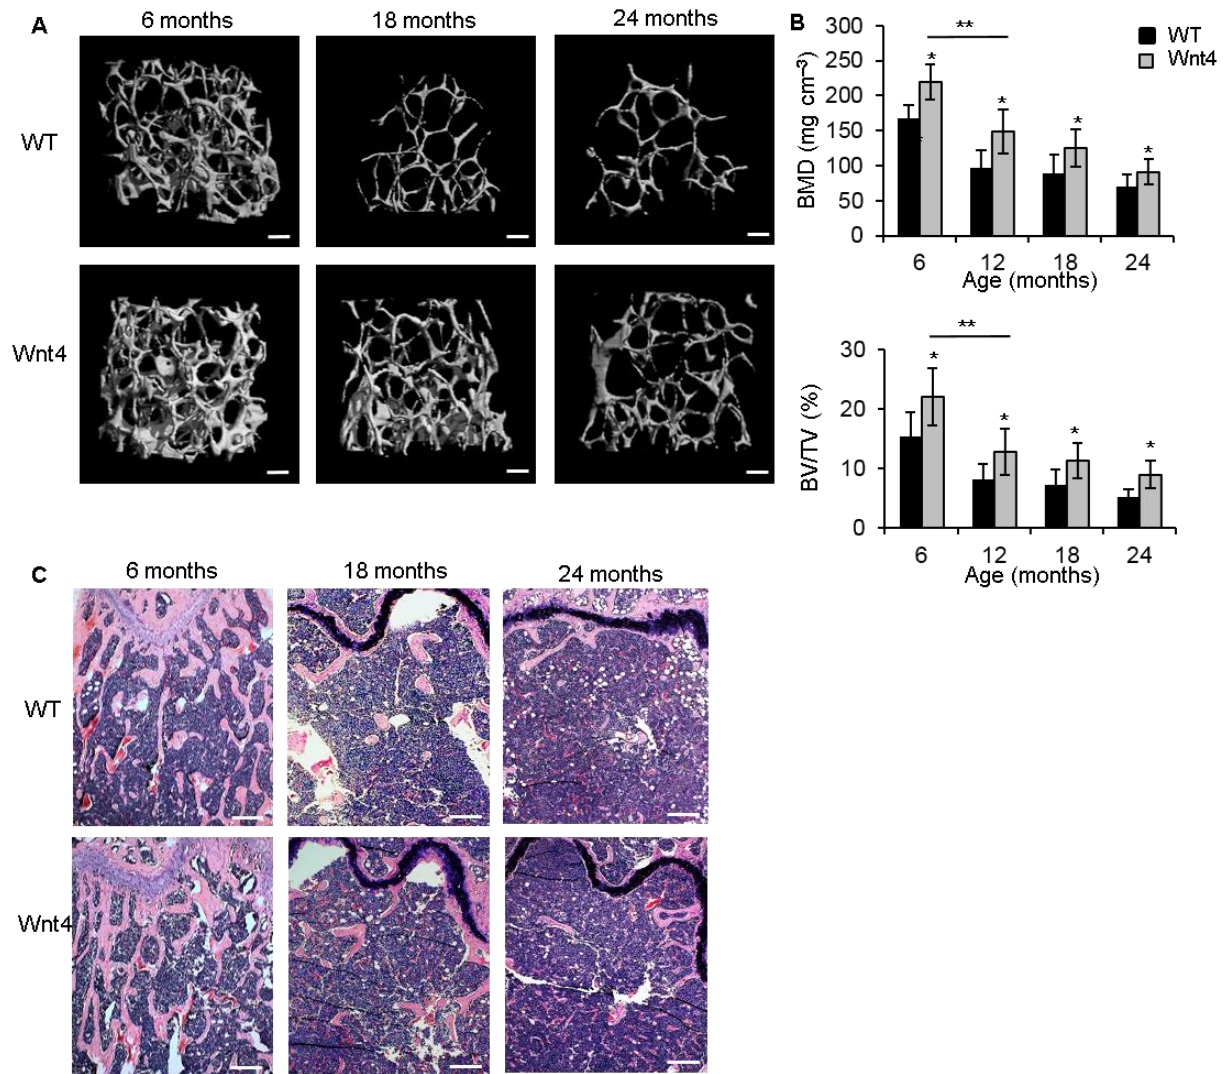 A
6 months
18 months
24 months
WT
Wnt4
B
300
250
200
150
100
50
0
BMD (mg cm⁻³)
**
*
*
*
*
WT
Wnt4
6
12
18
24
Age (months)
30
20
10
0
BV/TV (%)
**
*
*
*
*
6
12
18
24
Age (months)
C
6 months
18 months
24 months
WT
Wnt4